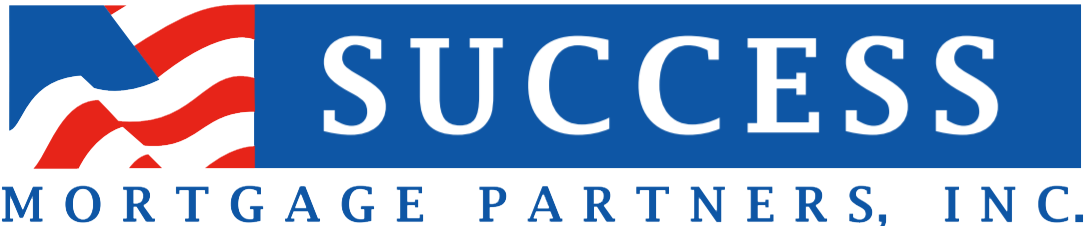 SUCCESS
MORTGAGE PARTNERS, INC.